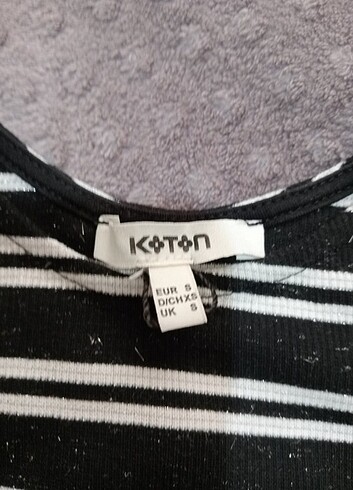 KOTON
EUR S
D/CH XS
UK S